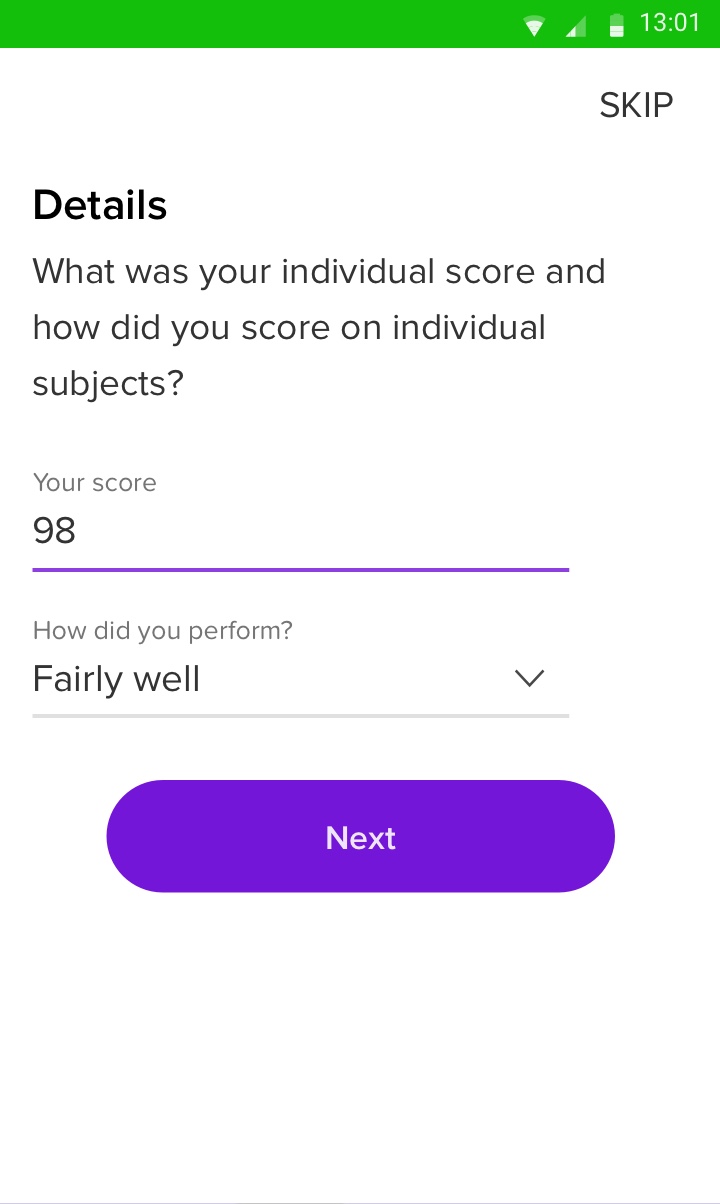 13:01
SKIP
Details
What was your individual score and
how did you score on individual
subjects?
Your score
98
How did you perform?
Fairly well
Next